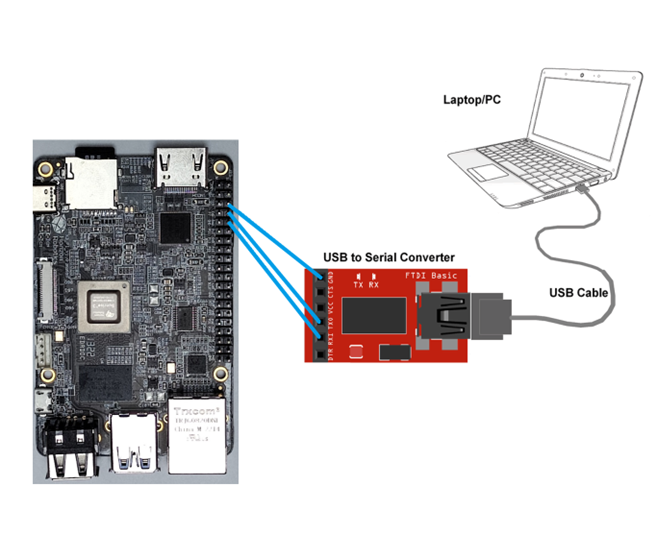 Laptop/PC
USB to Serial Converter
FTDI Basic
TX RX
GND
CTS
VCC
TXO
RXI
DTR
USB Cable
Trxcom